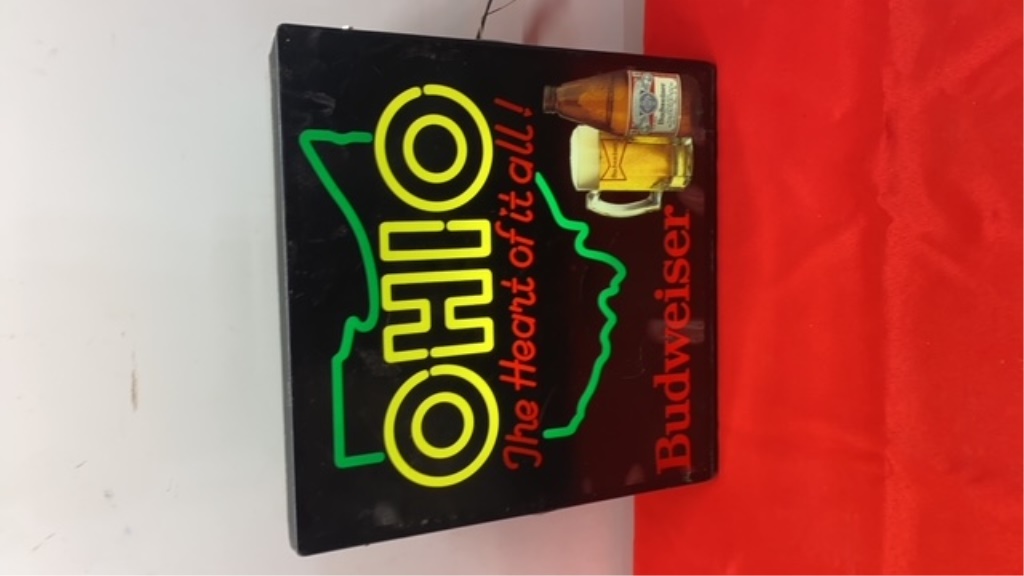 OHIO
The Heart of it all!
Budweiser